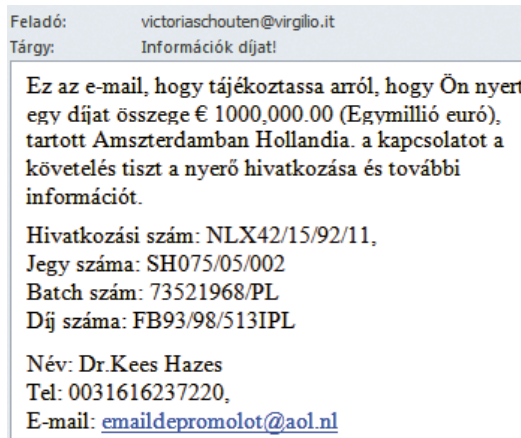 Feladó: victoriaschouten@virgilio.it
Tárgy: Információk díjat!
Ez az e-mail, hogy tájékoztassa arról, hogy Ön nyert
egy díjat összege € 1000,000.00 (Egymillió euró),
tartott Amszterdamban Hollandia. a kapcsolatot a
követelés tiszt a nyerő hivatkozása és további
információt.
Hivatkozási szám: NLX42/15/92/11,
Jegy száma: SH075/05/002
Batch szám: 73521968/PL
Díj száma: FB93/98/513IPL
Név: Dr.Kees Hazes
Tel: 0031616237220,
E-mail: emaildepromolot@aol.nl